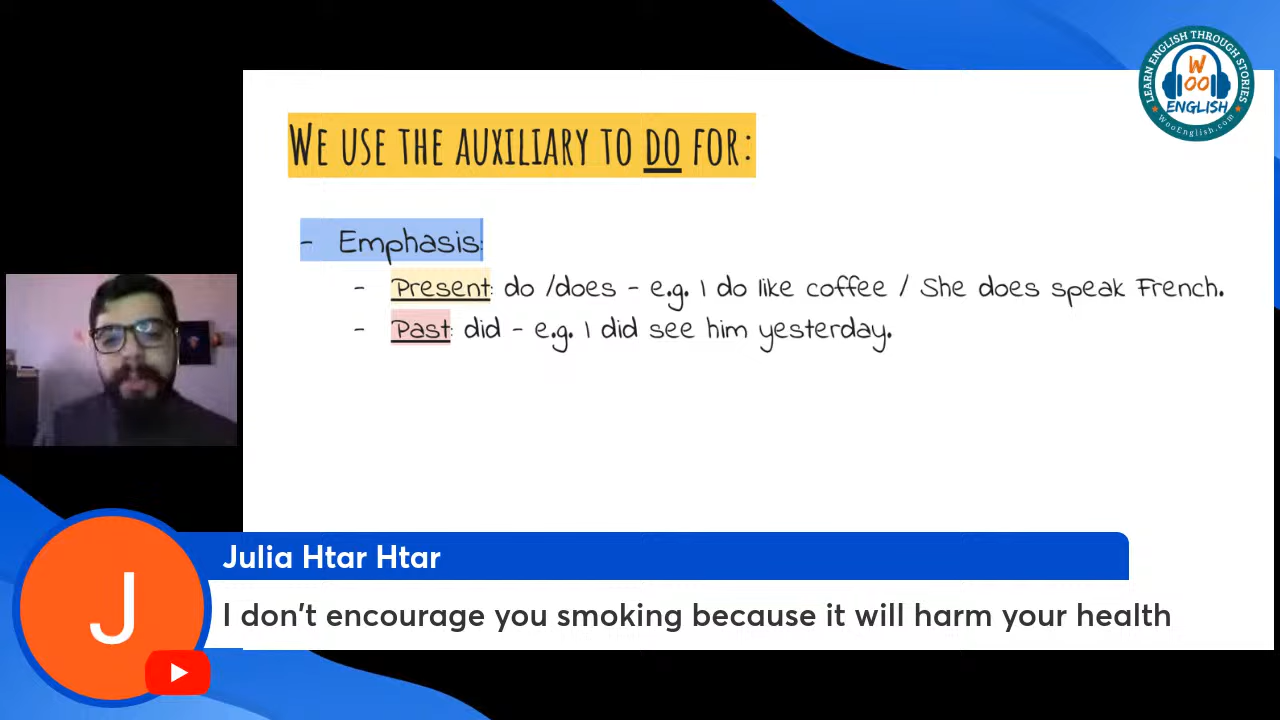 LEARN ENGLISH THROUGH STORIES
WOO
ENGLISH
WooEnglish.com
WE USE THE AUXILIARY TO DO FOR:
- Emphasis:
- Present: do /does - e.g. I do like coffee / She does speak French.
- Past: did - e.g. I did see him yesterday.
J
Julia Htar Htar
I don't encourage you smoking because it will harm your health